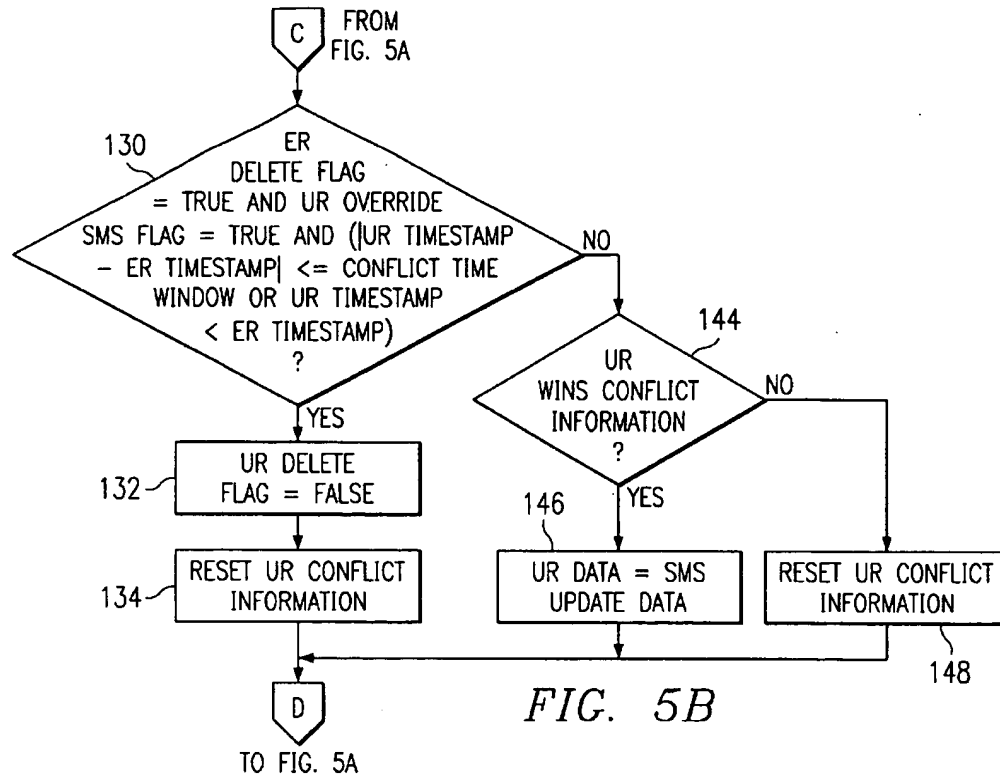 C
FROM
FIG. 5A
130
ER
DELETE FLAG
= TRUE AND UR OVERRIDE
SMS FLAG = TRUE AND (|UR TIMESTAMP
- ER TIMESTAMP| <= CONFLICT TIME
WINDOW OR UR TIMESTAMP
< ER TIMESTAMP)
?
NO
YES
144
UR
WINS CONFLICT
INFORMATION
?
NO
YES
132
UR DELETE
FLAG = FALSE
134
RESET UR CONFLICT
INFORMATION
146
UR DATA = SMS
UPDATE DATA
RESET UR CONFLICT
INFORMATION
148
D
TO FIG. 5A
FIG. 5B